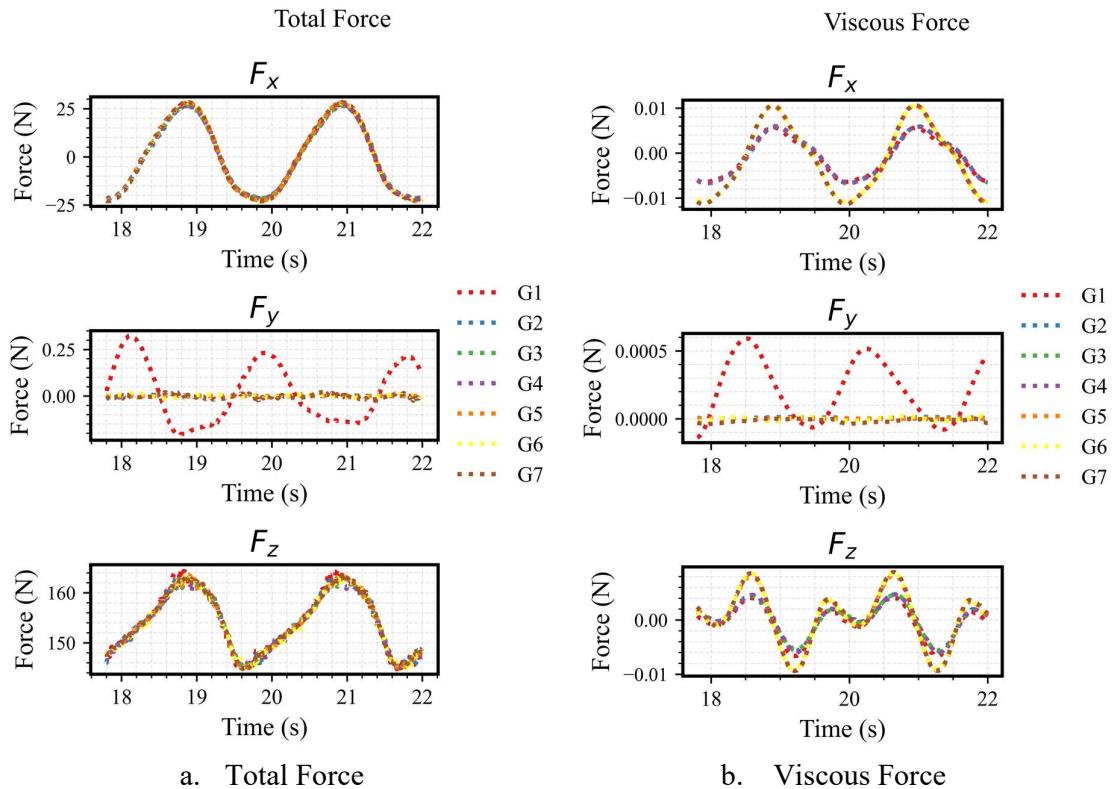 Total Force
Viscous Force
F_x
Force (N)
25
0
−25
18 19 20 21 22
Time (s)
F_x
Force (N)
0.01
0.00
−0.01
18 20 22
Time (s)
F_y
Force (N)
0.25
0.00
18 19 20 21 22
Time (s)
G1
G2
G3
G4
G5
G6
G7
F_y
Force (N)
0.0005
0.0000
18 20 22
Time (s)
G1
G2
G3
G4
G5
G6
G7
F_z
Force (N)
160
150
18 19 20 21 22
Time (s)
F_z
Force (N)
0.00
−0.01
18 20 22
Time (s)
a. Total Force
b. Viscous Force